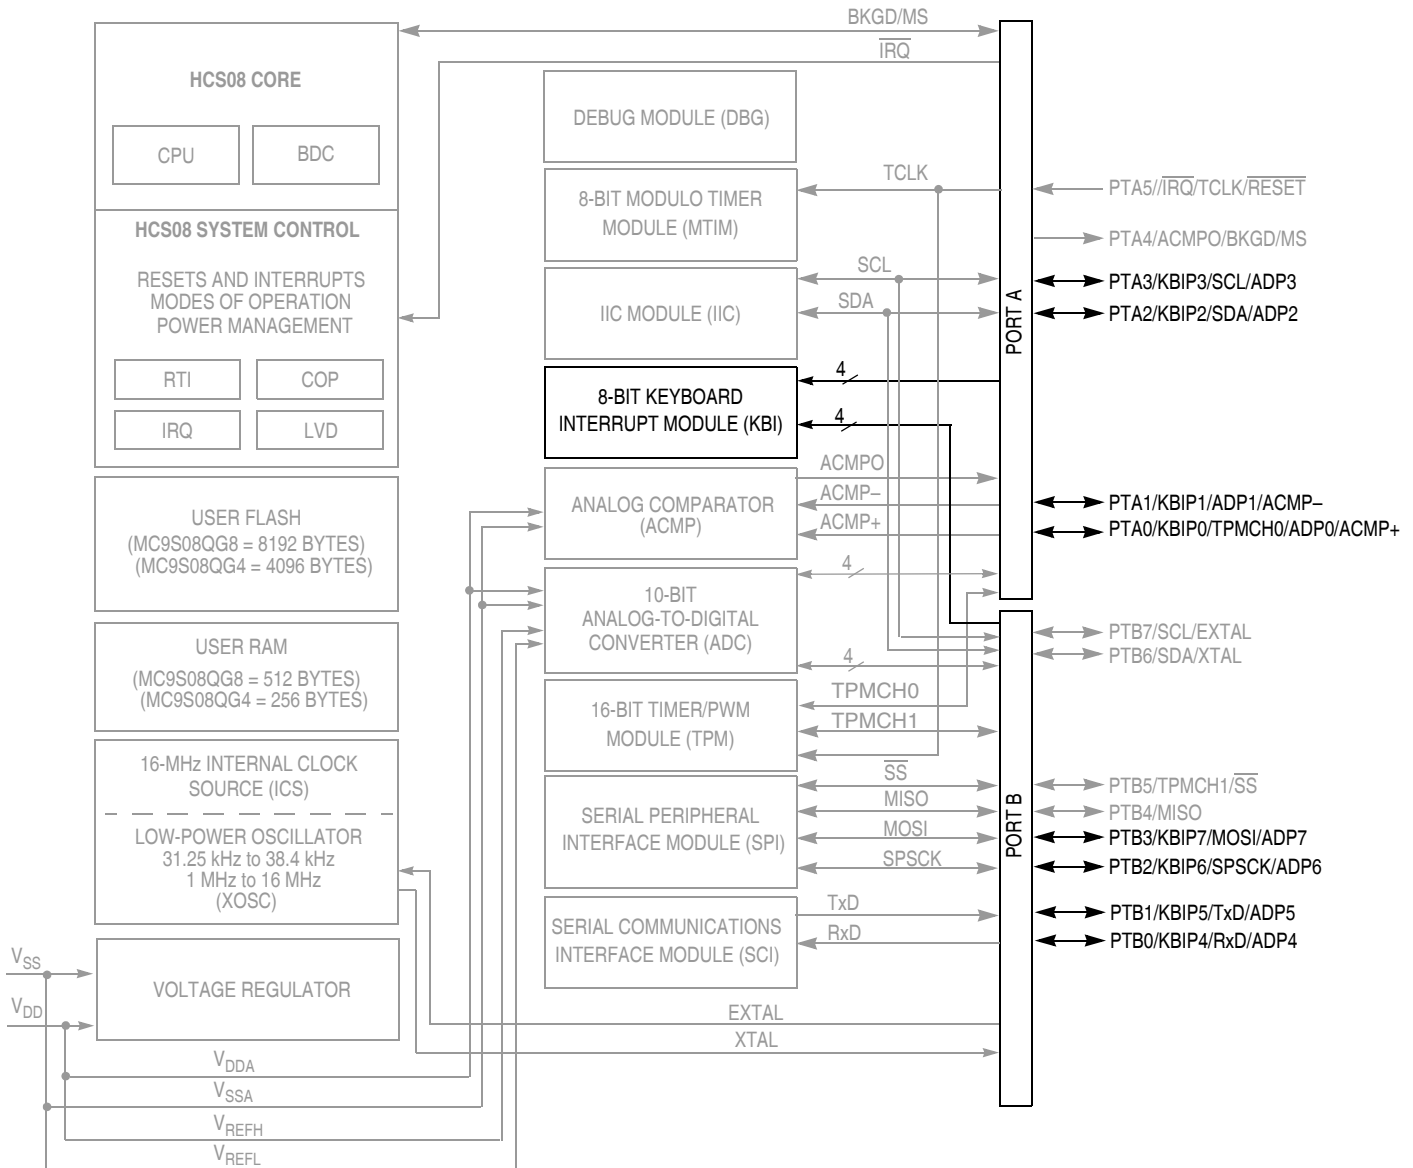 BKGD/MS
IRQ
HCS08 CORE
CPU
BDC
HCS08 SYSTEM CONTROL
RESETS AND INTERRUPTS
MODES OF OPERATION
POWER MANAGEMENT
RTI
COP
IRQ
LVD
USER FLASH
(MC9S08QG8 = 8192 BYTES)
(MC9S08QG4 = 4096 BYTES)
USER RAM
(MC9S08QG8 = 512 BYTES)
(MC9S08QG4 = 256 BYTES)
16-MHz INTERNAL CLOCK
SOURCE (ICS)
LOW-POWER OSCILLATOR
31.25 kHz to 38.4 kHz
1 MHz to 16 MHz
(XOSC)
VOLTAGE REGULATOR
VSS
VDD
VDDA
VSSA
VREFH
VREFL
DEBUG MODULE (DBG)
8-BIT MODULO TIMER
MODULE (MTIM)
IIC MODULE (IIC)
8-BIT KEYBOARD
INTERRUPT MODULE (KBI)
ANALOG COMPARATOR
(ACMP)
10-BIT
ANALOG-TO-DIGITAL
CONVERTER (ADC)
16-BIT TIMER/PWM
MODULE (TPM)
SERIAL PERIPHERAL
INTERFACE MODULE (SPI)
SERIAL COMMUNICATIONS
INTERFACE MODULE (SCI)
TCLK
SCL
SDA
4
4
ACMPO
ACMP–
ACMP+
4
4
TPMCH0
TPMCH1
SS
MISO
MOSI
SPSCK
TxD
RxD
EXTAL
XTAL
PORT A
PORT B
PTA5//IRQ/TCLK/RESET
PTA4/ACMPO/BKGD/MS
PTA3/KBIP3/SCL/ADP3
PTA2/KBIP2/SDA/ADP2
PTA1/KBIP1/ADP1/ACMP–
PTA0/KBIP0/TPMCH0/ADP0/ACMP+
PTB7/SCL/EXTAL
PTB6/SDA/XTAL
PTB5/TPMCH1/SS
PTB4/MISO
PTB3/KBIP7/MOSI/ADP7
PTB2/KBIP6/SPSCK/ADP6
PTB1/KBIP5/TxD/ADP5
PTB0/KBIP4/RxD/ADP4